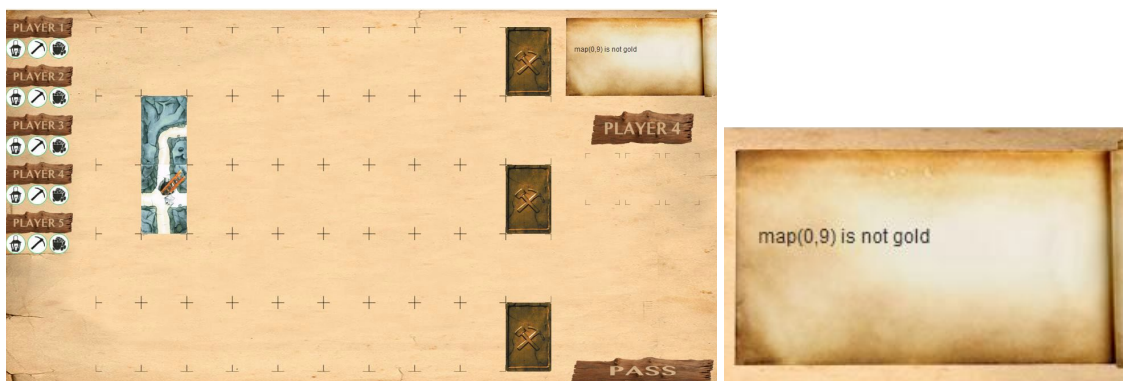 PLAYER 1
PLAYER 2
PLAYER 3
PLAYER 4
PLAYER 5
map(0,9) is not gold
PLAYER 4
PASS
map(0,9) is not gold